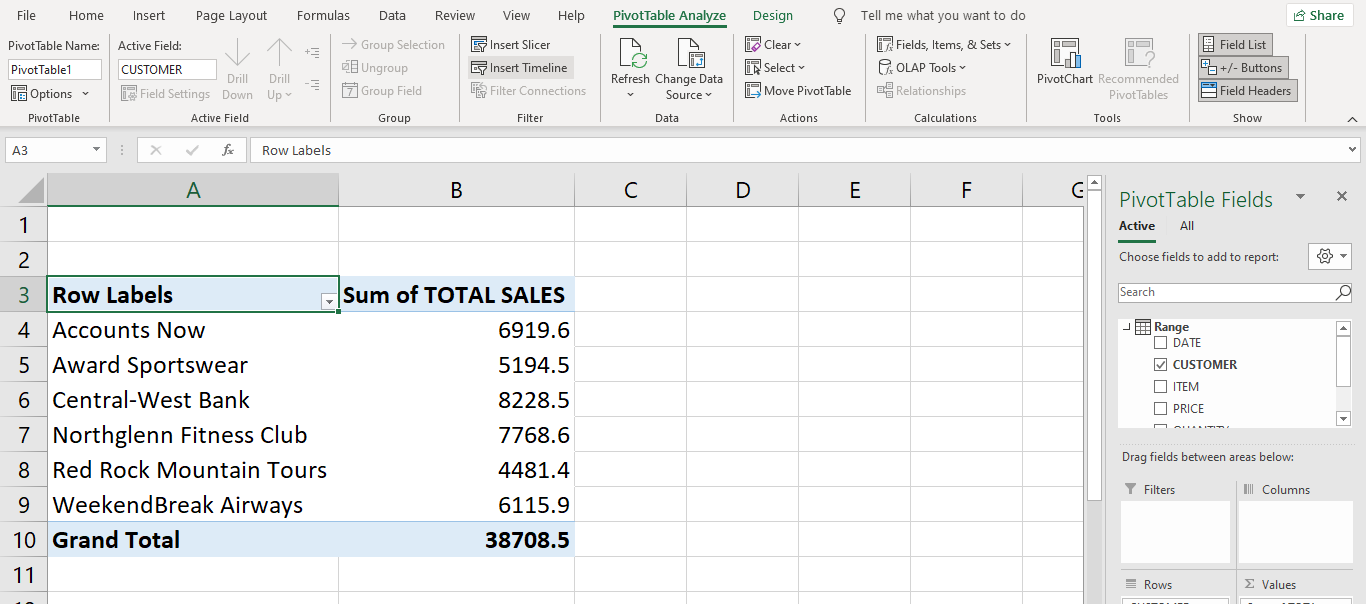 File Home Insert Page Layout Formulas Data Review View Help PivotTable Analyze Design Tell me what you want to do Share
PivotTable Name:
PivotTable1
Options
PivotTable
Active Field:
CUSTOMER
Field Settings
Drill Down
Drill Up
Active Field
Group Selection
Ungroup
Group Field
Group
Insert Slicer
Insert Timeline
Filter Connections
Filter
Refresh
Change Data Source
Data
Clear
Select
Move PivotTable
Actions
Fields, Items, & Sets
OLAP Tools
Relationships
Calculations
PivotChart
Recommended PivotTables
Tools
Field List
+/- Buttons
Field Headers
Show
A3 fx Row Labels
A B C D E F G
1
2
3 Row Labels Sum of TOTAL SALES
4 Accounts Now 6919.6
5 Award Sportswear 5194.5
6 Central-West Bank 8228.5
7 Northglenn Fitness Club 7768.6
8 Red Rock Mountain Tours 4481.4
9 WeekendBreak Airways 6115.9
10 Grand Total 38708.5
11
PivotTable Fields
Active All
Choose fields to add to report:
Search
Range
DATE
CUSTOMER
ITEM
PRICE
Drag fields between areas below:
Filters Columns
Rows Σ Values